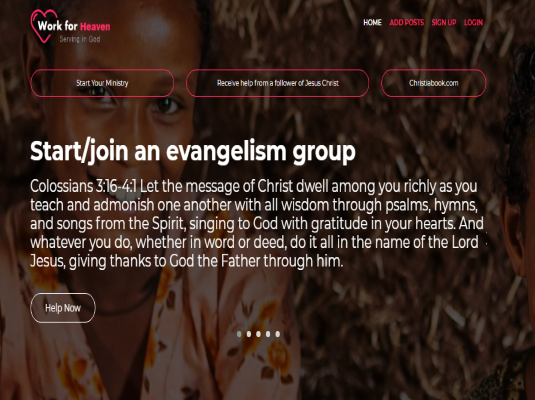 Work for Heaven
Serving in God
HOME ADD POSTS SIGN UP LOGIN
Start Your Ministry
Receive help from a follower of Jesus Christ
Christiabook.com
Start/join an evangelism group
Colossians 3:16-4:1 Let the message of Christ dwell among you richly as you
teach and admonish one another with all wisdom through psalms, hymns,
and songs from the Spirit, singing to God with gratitude in your hearts. And
whatever you do, whether in word or deed, do it all in the name of the Lord
Jesus, giving thanks to God the Father through him.
Help Now